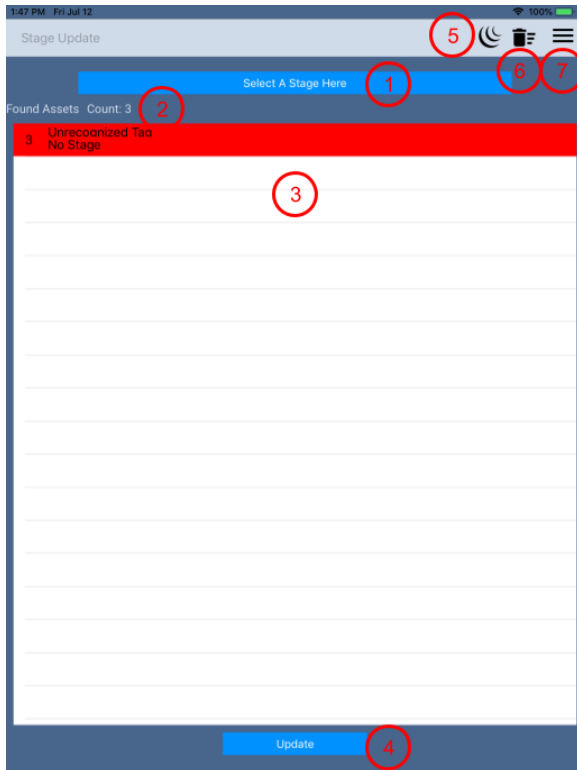 1:47 PM Fri Jul 12 100%
Stage Update 5
6 7
Select A Stage Here 1
Found Assets Count: 3 2
3 Unrecognized Tag
No Stage
3
Update 4